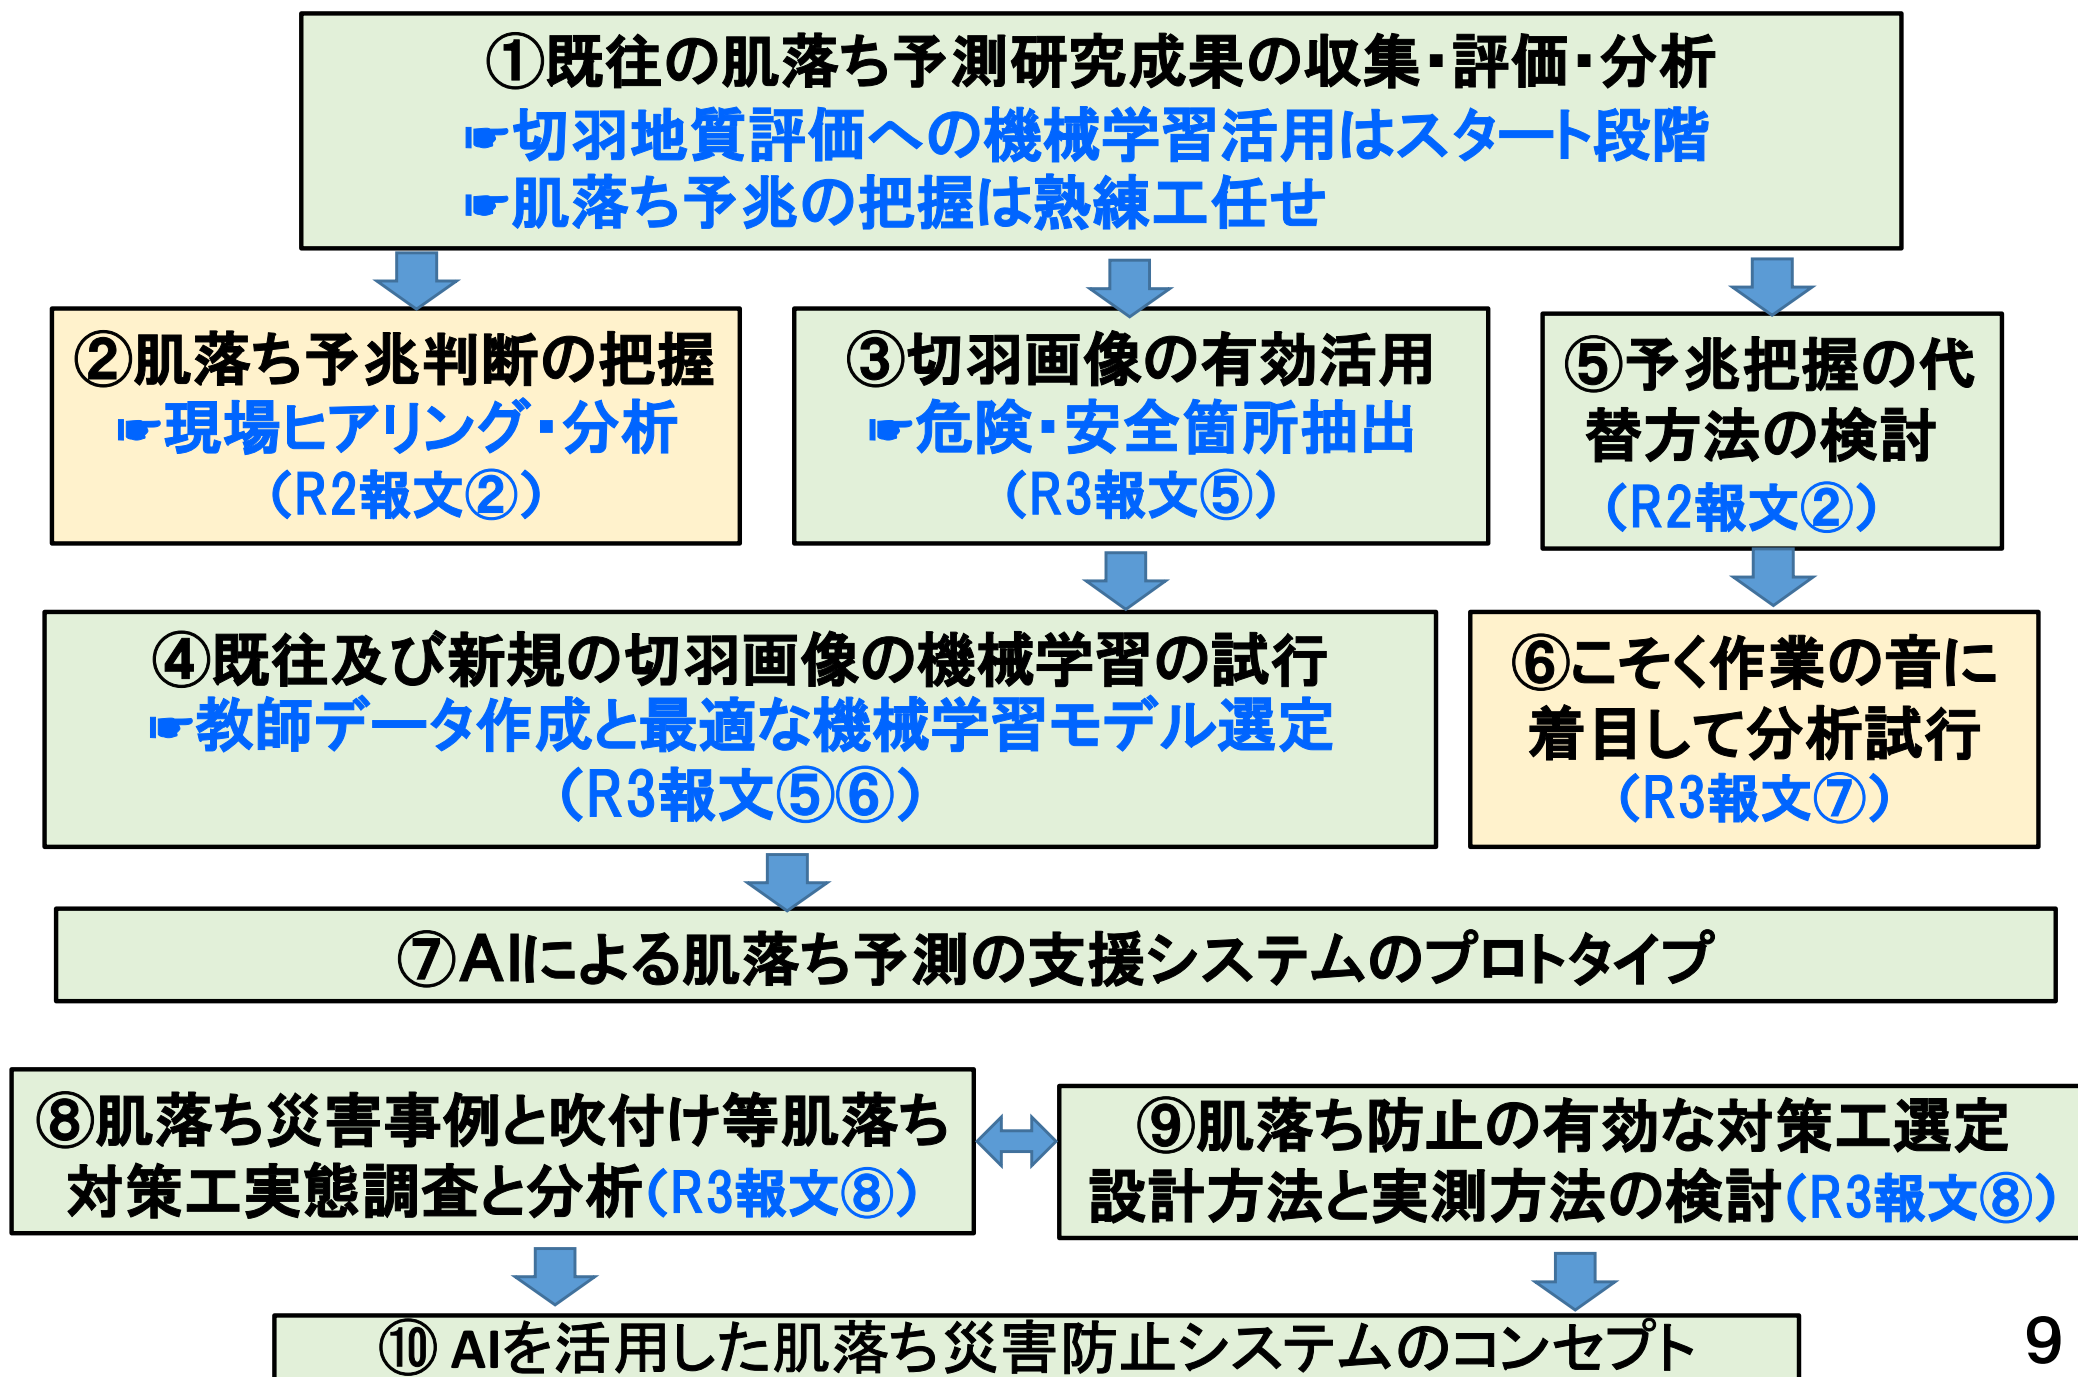 ①既往の肌落ち予測研究成果の収集・評価・分析
☛切羽地質評価への機械学習活用はスタート段階
☛肌落ち予兆の把握は熟練工任せ
②肌落ち予兆判断の把握
☛現場ヒアリング・分析
（R2報文②）
③切羽画像の有効活用
☛危険・安全箇所抽出
（R3報文⑤）
⑤予兆把握の代
替方法の検討
（R2報文②）
④既往及び新規の切羽画像の機械学習の試行
☛教師データ作成と最適な機械学習モデル選定
（R3報文⑤⑥）
⑥こそく作業の音に
着目して分析試行
（R3報文⑦）
⑦AIによる肌落ち予測の支援システムのプロトタイプ
⑧肌落ち災害事例と吹付け等肌落ち
対策工実態調査と分析（R3報文⑧）
⑨肌落ち防止の有効な対策工選定
設計方法と実測方法の検討（R3報文⑧）
⑩ AIを活用した肌落ち災害防止システムのコンセプト
9